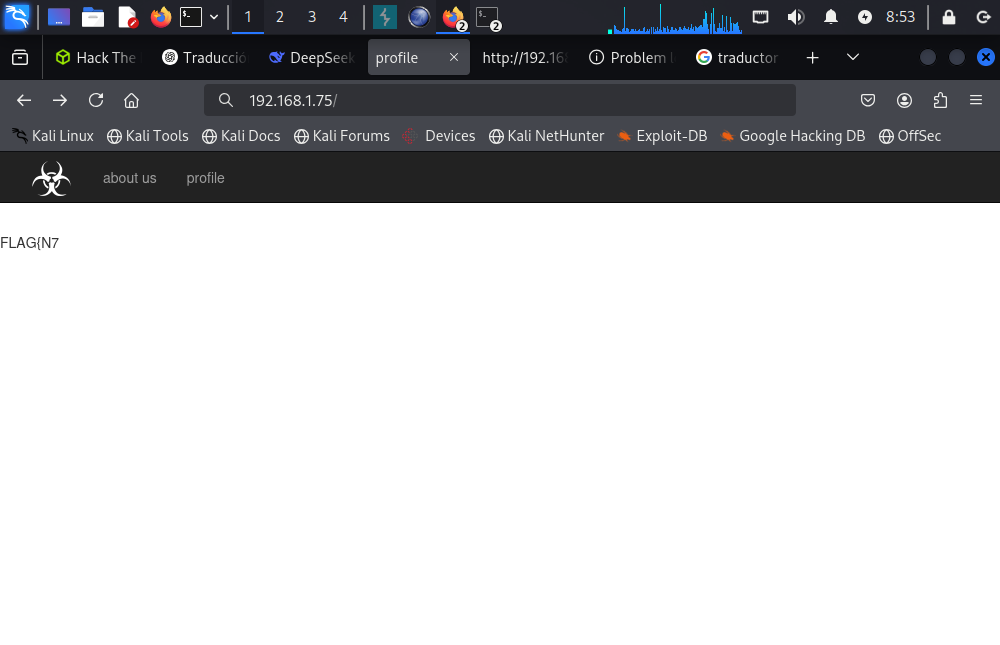 1 2 3 4 2 2 8:53
Hack The Traducció DeepSeek profile http://192.16 Problem l traductor
192.168.1.75/
Kali Linux Kali Tools Kali Docs Kali Forums Devices Kali NetHunter Exploit-DB Google Hacking DB OffSec
about us profile
FLAG{N7